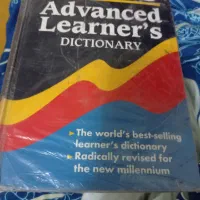 Advanced
Learner's
DICTIONARY
The world's best-selling
learner's dictionary
Radically revised for
the new millennium